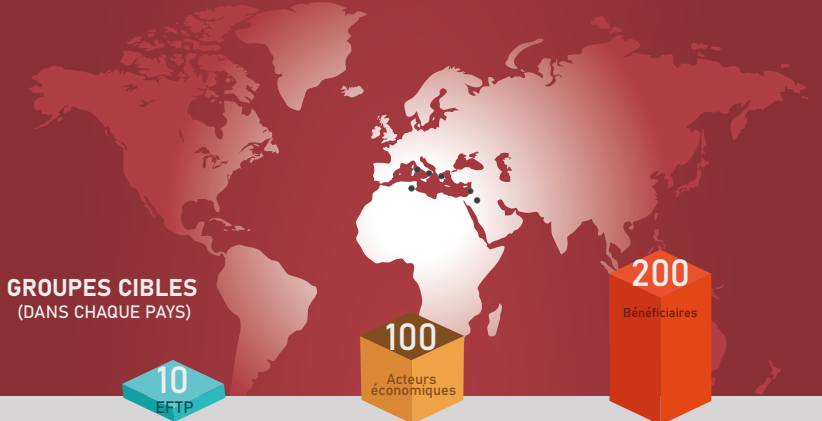 GROUPES CIBLES
(DANS CHAQUE PAYS)
10
EFTP
100
Acteurs
économiques
200
Bénéficiaires